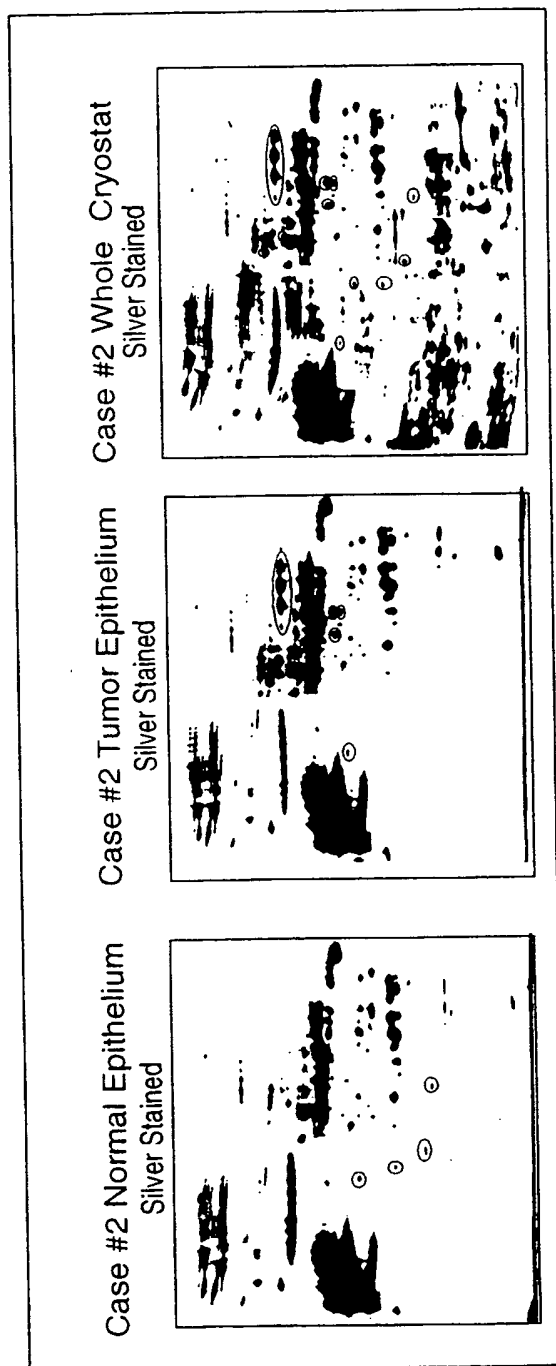 Case #2 Normal Epithelium
Silver Stained
Case #2 Tumor Epithelium
Silver Stained
Case #2 Whole Cryostat
Silver Stained